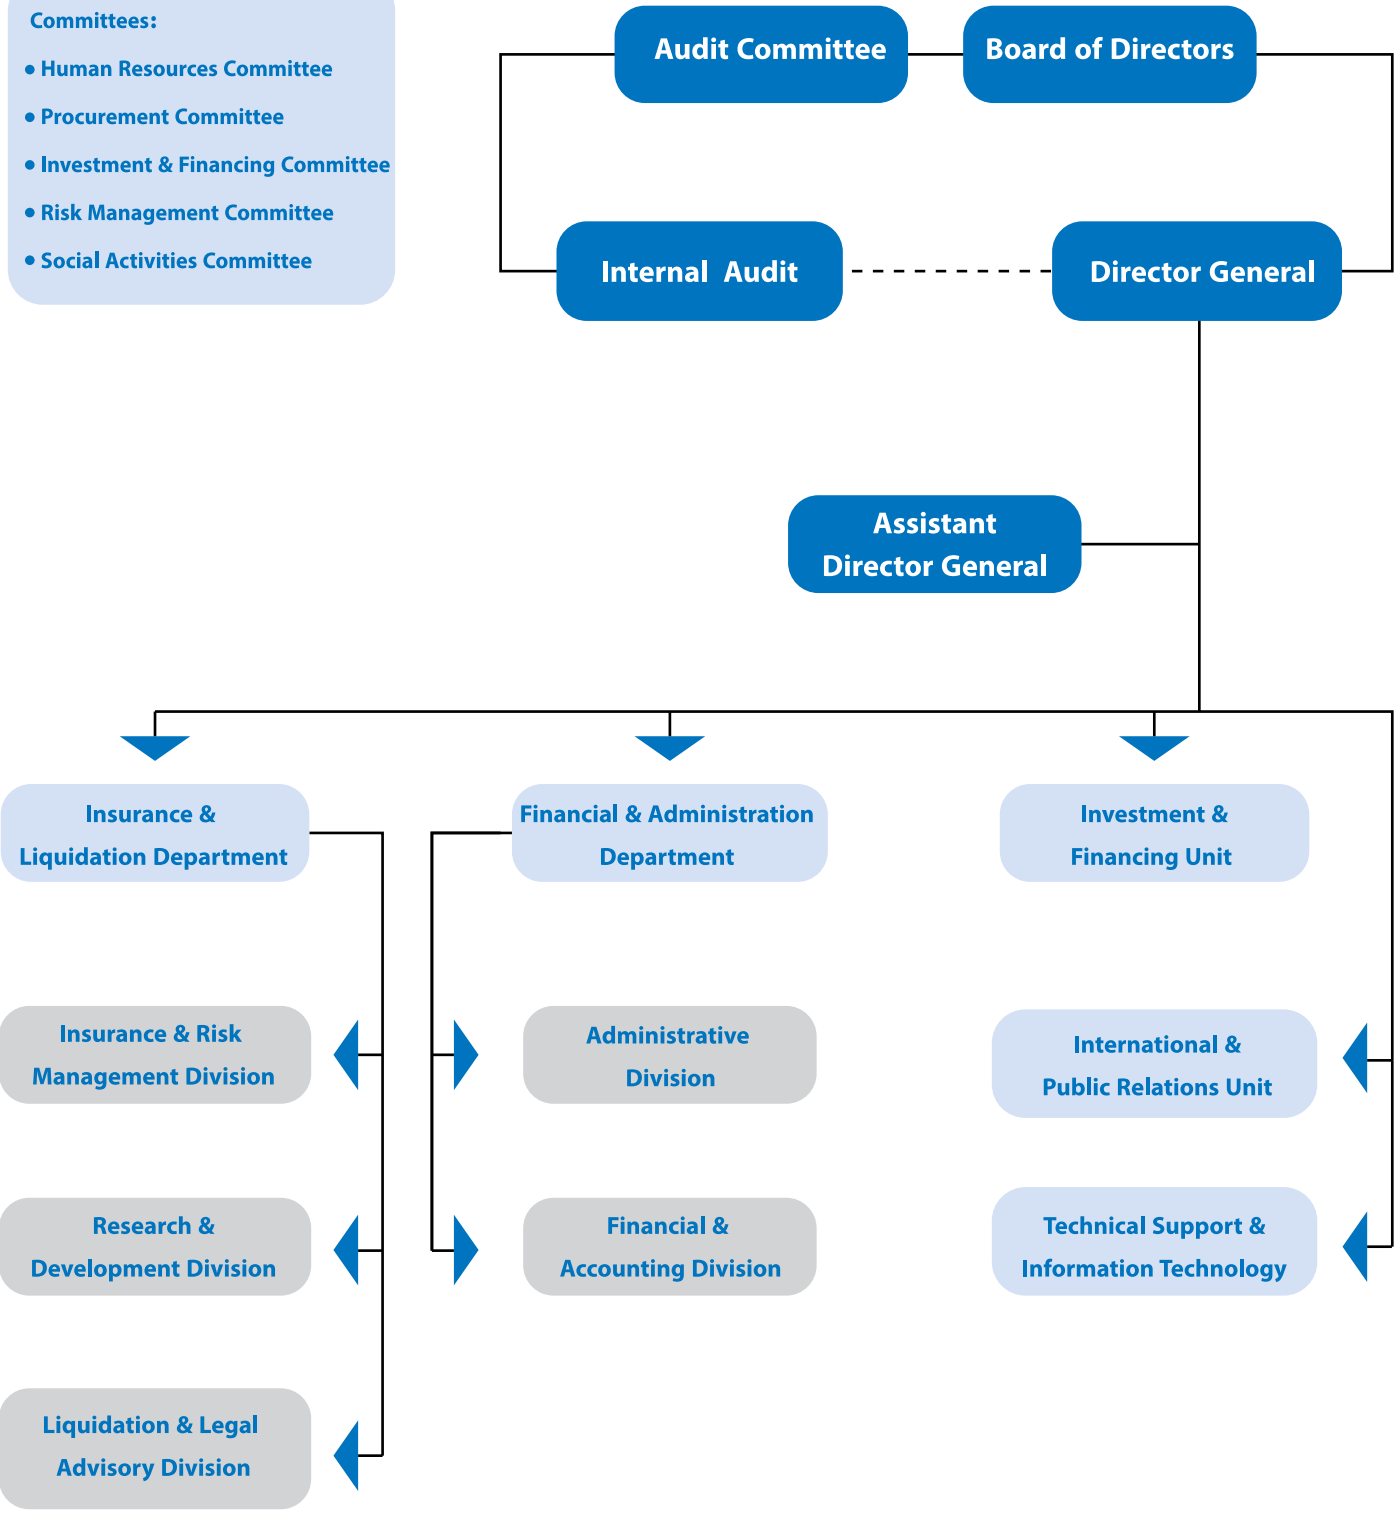 Committees:
• Human Resources Committee
• Procurement Committee
• Investment & Financing Committee
• Risk Management Committee
• Social Activities Committee
Audit Committee
Board of Directors
Internal Audit
Director General
Assistant
Director General
Insurance &
Liquidation Department
Financial & Administration
Department
Investment &
Financing Unit
Insurance & Risk
Management Division
Administrative
Division
International &
Public Relations Unit
Research &
Development Division
Financial &
Accounting Division
Technical Support &
Information Technology
Liquidation & Legal
Advisory Division